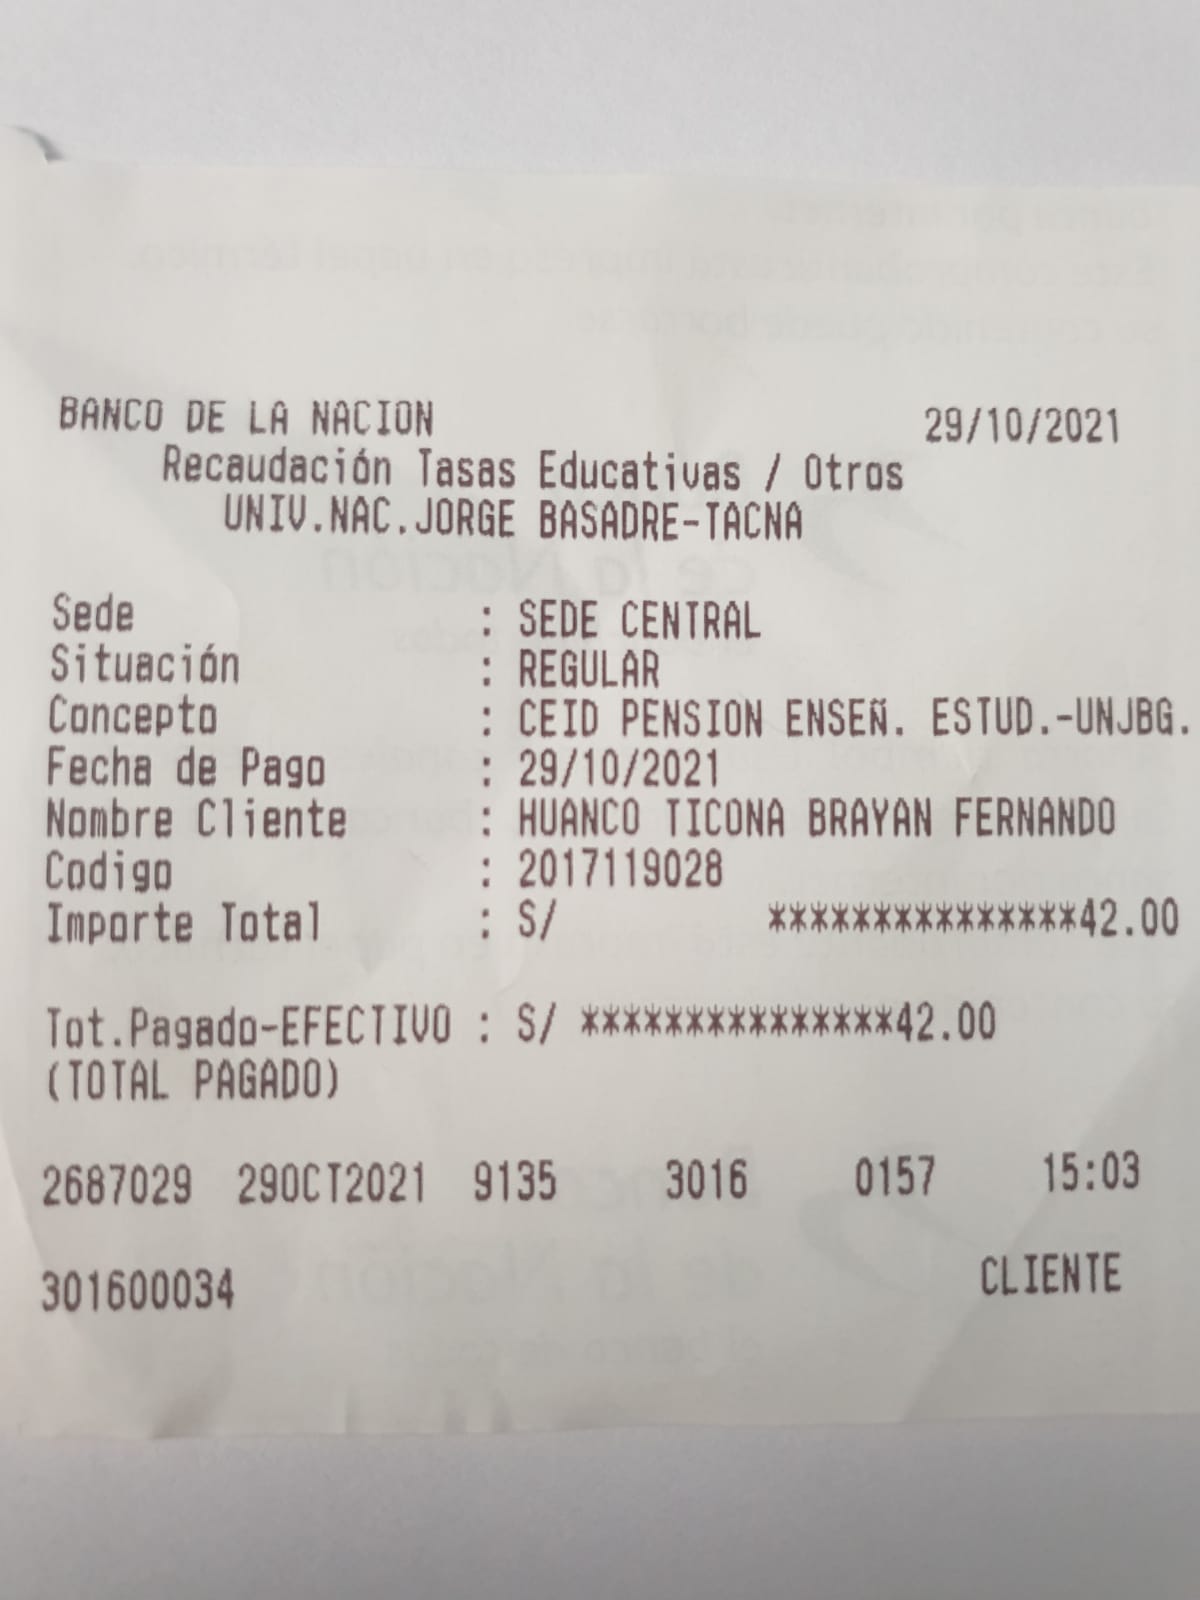 BANCO DE LA NACION 29/10/2021
Recaudación Tasas Educativas / Otros
UNIV.NAC.JORGE BASADRE-TACNA
Sede : SEDE CENTRAL
Situación : REGULAR
Concepto : CEID PENSION ENSEÑ. ESTUD.-UNJBG.
Fecha de Pago : 29/10/2021
Nombre Cliente : HUANCO TICONA BRAYAN FERNANDO
Codigo : 2017119028
Importe Total : S/ ***************42.00
Tot.Pagado-EFECTIVO : S/ ***************42.00
(TOTAL PAGADO)
2687029 29OCT2021 9135 3016 0157 15:03
301600034 CLIENTE